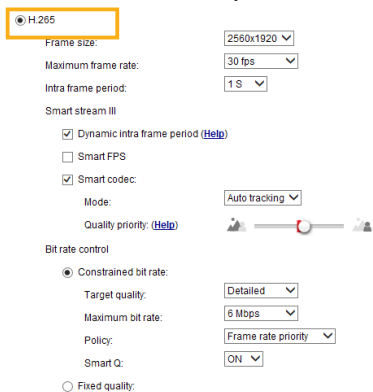 H.265
Frame size: 2560x1920
Maximum frame rate: 30 fps
Intra frame period: 1 S
Smart stream III
Dynamic intra frame period (Help)
Smart FPS
Smart codec:
Mode: Auto tracking
Quality priority: (Help)
Bit rate control
Constrained bit rate:
Target quality: Detailed
Maximum bit rate: 6 Mbps
Policy: Frame rate priority
Smart Q: ON
Fixed quality: